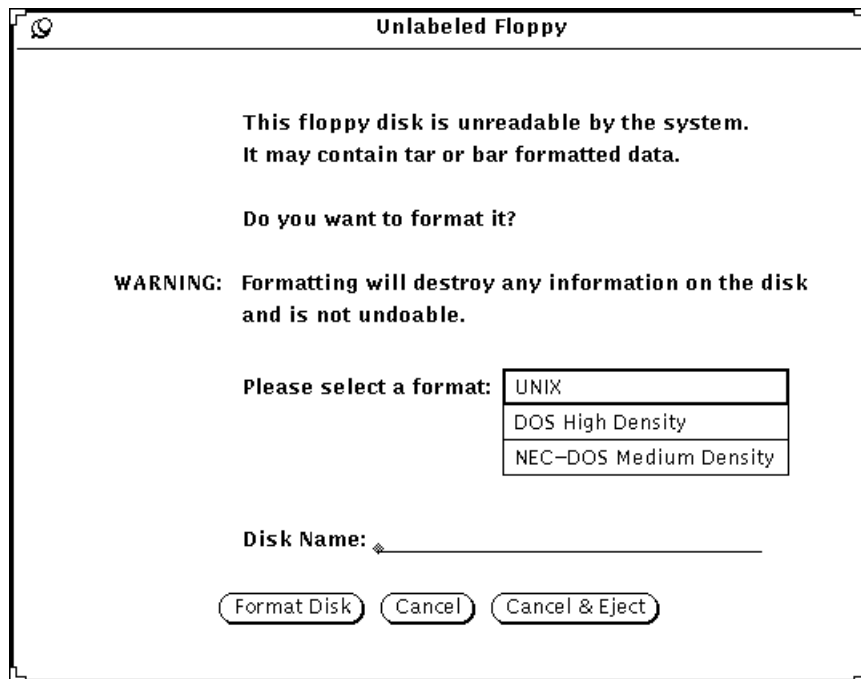 Unlabeled Floppy
This floppy disk is unreadable by the system.
It may contain tar or bar formatted data.
Do you want to format it?
WARNING: Formatting will destroy any information on the disk
and is not undoable.
Please select a format: UNIX
DOS High Density
NEC-DOS Medium Density
Disk Name:
Format Disk Cancel Cancel & Eject